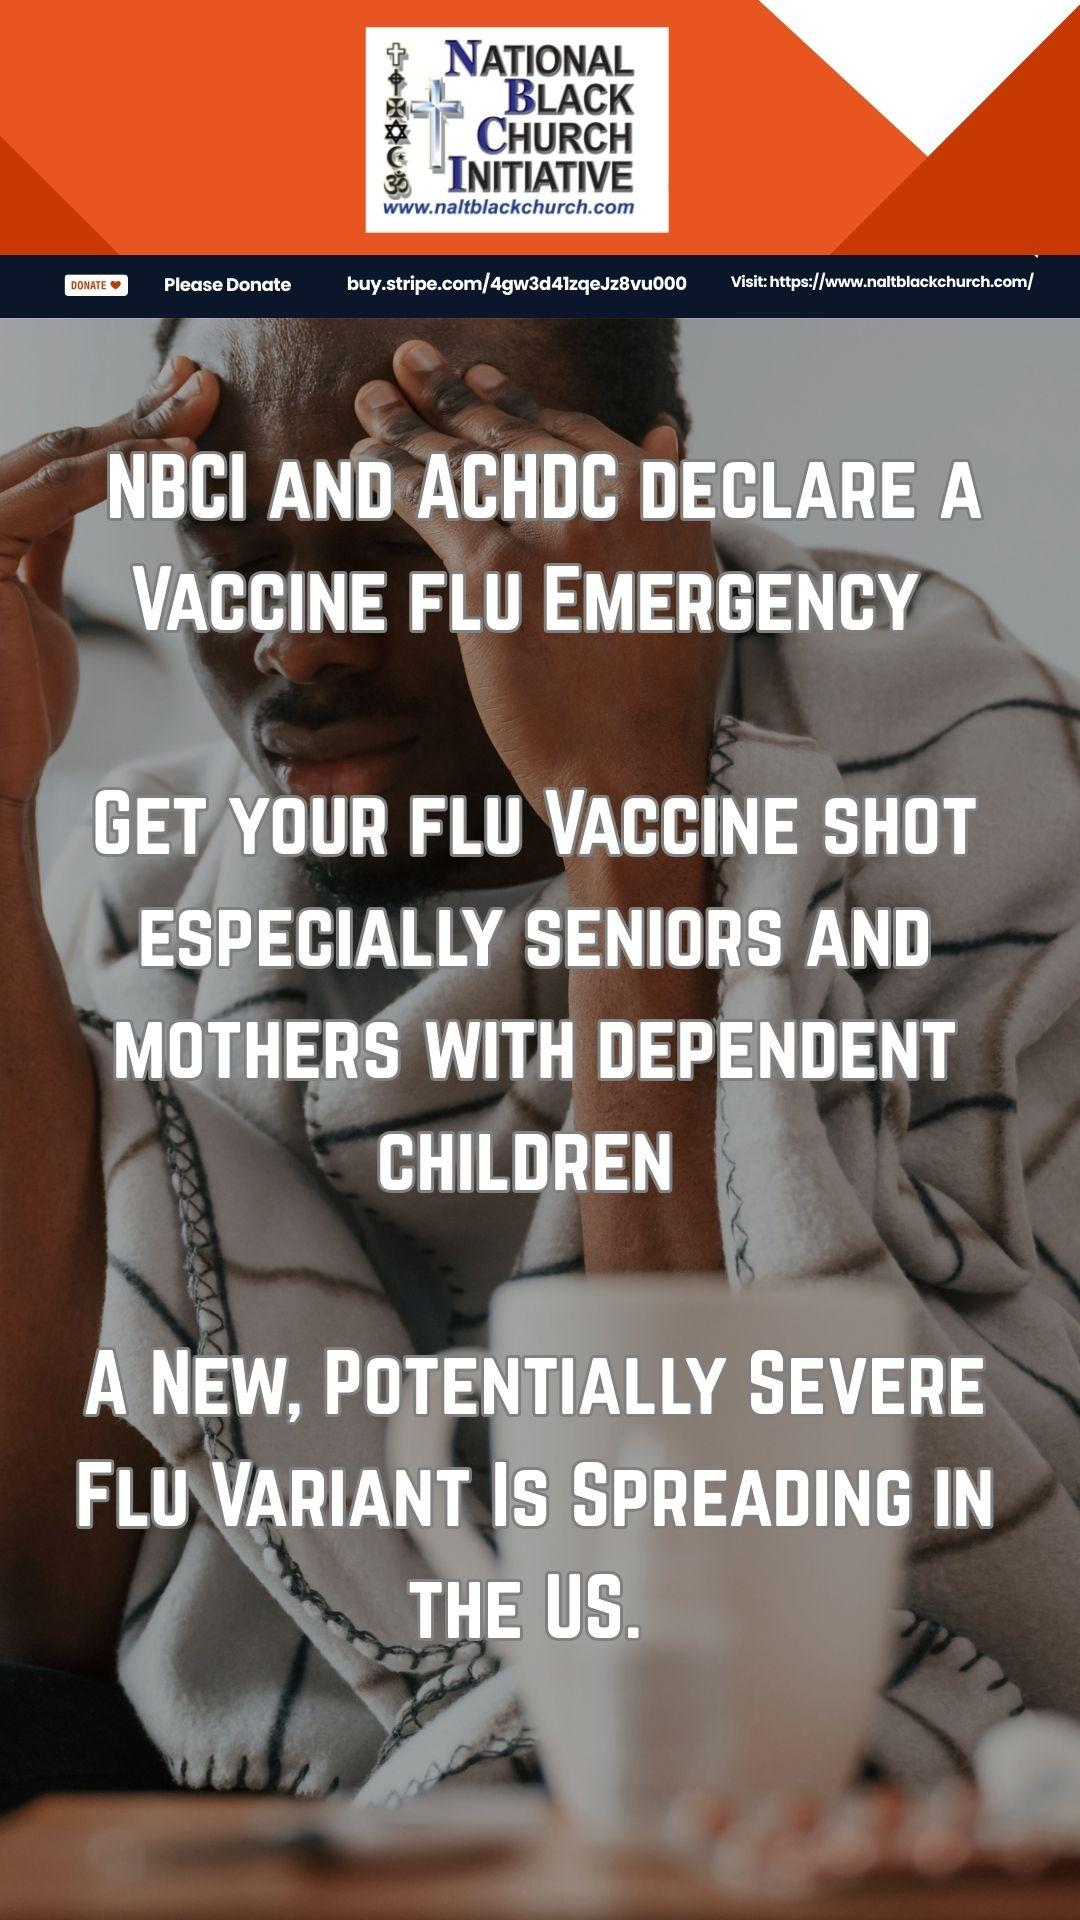 NATIONAL
BLACK
CHURCH
INITIATIVE
www.naltblackchurch.com
DONATE Please Donate buy.stripe.com/4gw3d41zqeJz8vu000 Visit: https://www.naltblackchurch.com/
NBCI and ACHDC declare a
Vaccine flu Emergency
Get your flu Vaccine shot
especially seniors and
mothers with dependent
children
A New, Potentially Severe
Flu Variant Is Spreading in
the US.